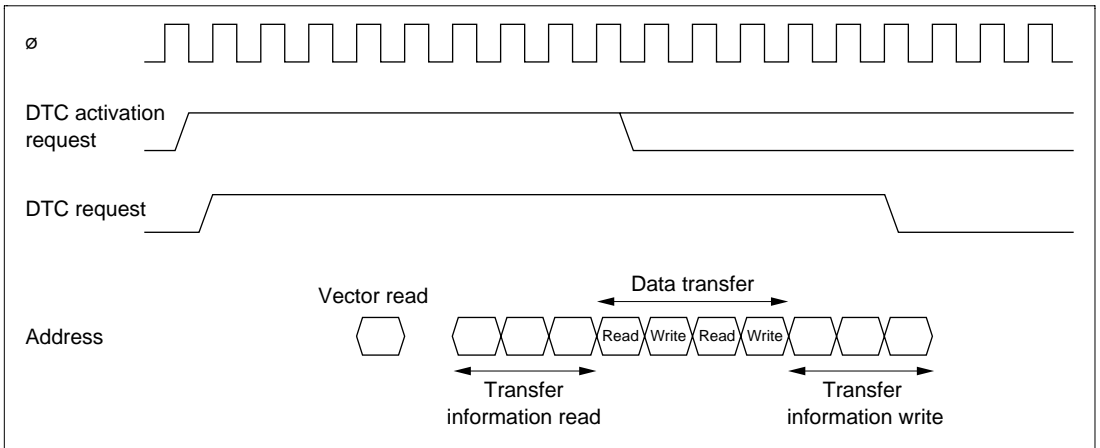 ø
DTC activation
request
DTC request
Data transfer
Vector read
Address
Read Write Read Write
Transfer
information read
Transfer
information write